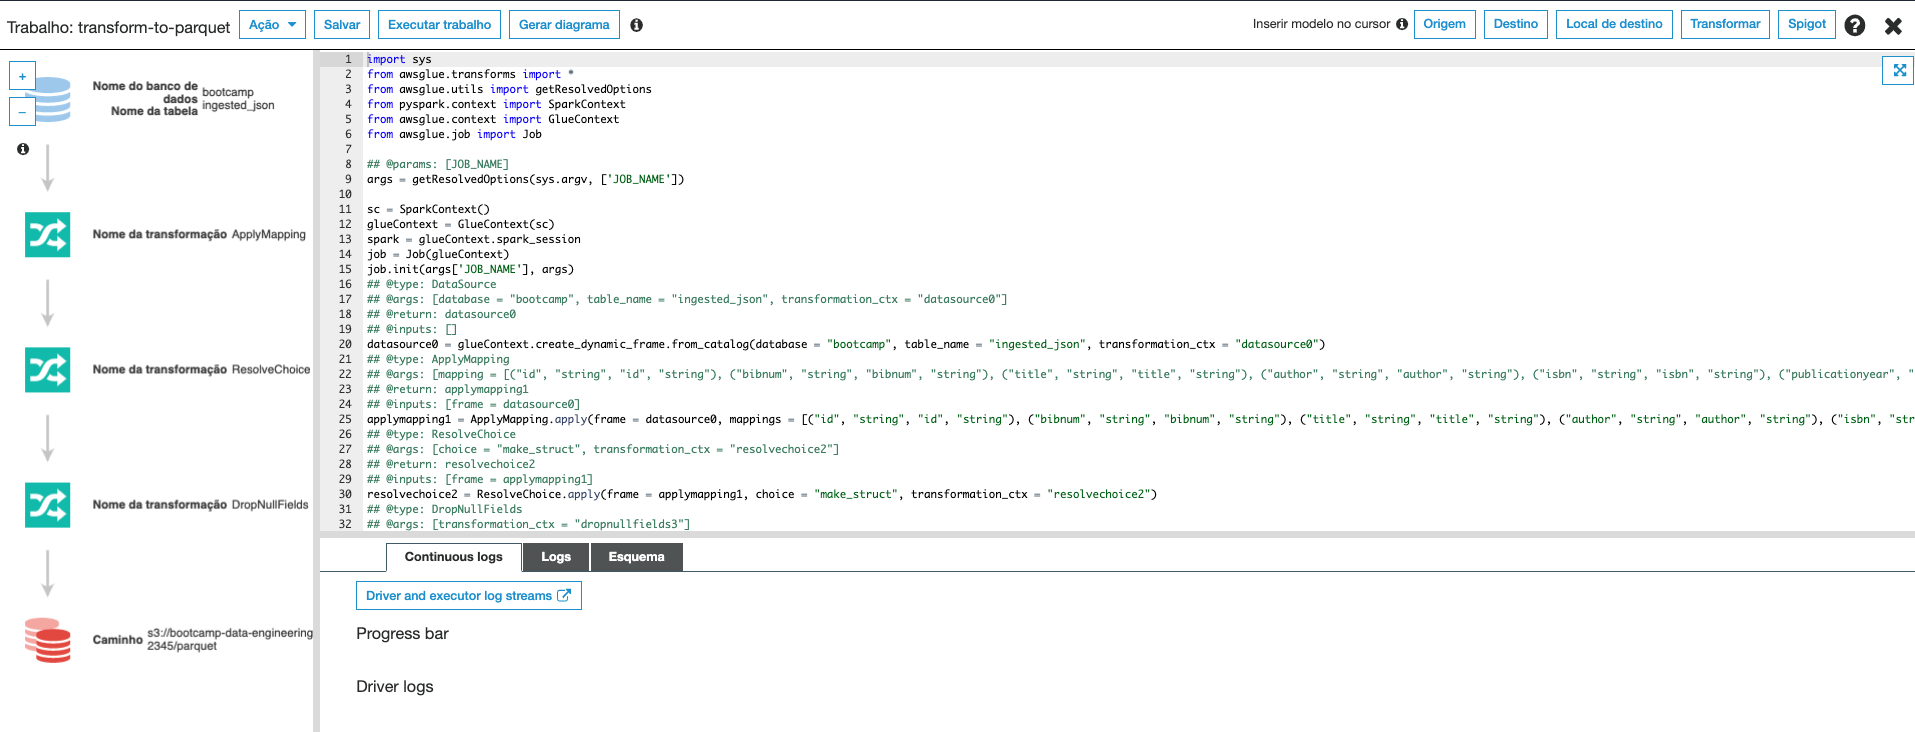 Trabalho: transform-to-parquet Ação Salvar Executar trabalho Gerar diagrama Inserir modelo no cursor Origem Destino Local de destino Transformar Spigot
+
−
Nome do banco de dados bootcamp
Nome da tabela ingested_json
Nome da transformação ApplyMapping
Nome da transformação ResolveChoice
Nome da transformação DropNullFields
Caminho s3://bootcamp-data-engineering
2345/parquet
1 import sys
2 from awsglue.transforms import *
3 from awsglue.utils import getResolvedOptions
4 from pyspark.context import SparkContext
5 from awsglue.context import GlueContext
6 from awsglue.job import Job
7
8 ## @params: [JOB_NAME]
9 args = getResolvedOptions(sys.argv, ['JOB_NAME'])
10
11 sc = SparkContext()
12 glueContext = GlueContext(sc)
13 spark = glueContext.spark_session
14 job = Job(glueContext)
15 job.init(args['JOB_NAME'], args)
16 ## @type: DataSource
17 ## @args: [database = "bootcamp", table_name = "ingested_json", transformation_ctx = "datasource0"]
18 ## @return: datasource0
19 ## @inputs: []
20 datasource0 = glueContext.create_dynamic_frame.from_catalog(database = "bootcamp", table_name = "ingested_json", transformation_ctx = "datasource0")
21 ## @type: ApplyMapping
22 ## @args: [mapping = [("id", "string", "id", "string"), ("bibnum", "string", "bibnum", "string"), ("title", "string", "title", "string"), ("author", "string", "author", "string"), ("isbn", "string", "isbn", "string"), ("publicationyear", "
23 ## @return: applymapping1
24 ## @inputs: [frame = datasource0]
25 applymapping1 = ApplyMapping.apply(frame = datasource0, mappings = [("id", "string", "id", "string"), ("bibnum", "string", "bibnum", "string"), ("title", "string", "title", "string"), ("author", "string", "author", "string"), ("isbn", "str
26 ## @type: ResolveChoice
27 ## @args: [choice = "make_struct", transformation_ctx = "resolvechoice2"]
28 ## @return: resolvechoice2
29 ## @inputs: [frame = applymapping1]
30 resolvechoice2 = ResolveChoice.apply(frame = applymapping1, choice = "make_struct", transformation_ctx = "resolvechoice2")
31 ## @type: DropNullFields
32 ## @args: [transformation_ctx = "dropnullfields3"]
Continuous logs Logs Esquema
Driver and executor log streams
Progress bar
Driver logs